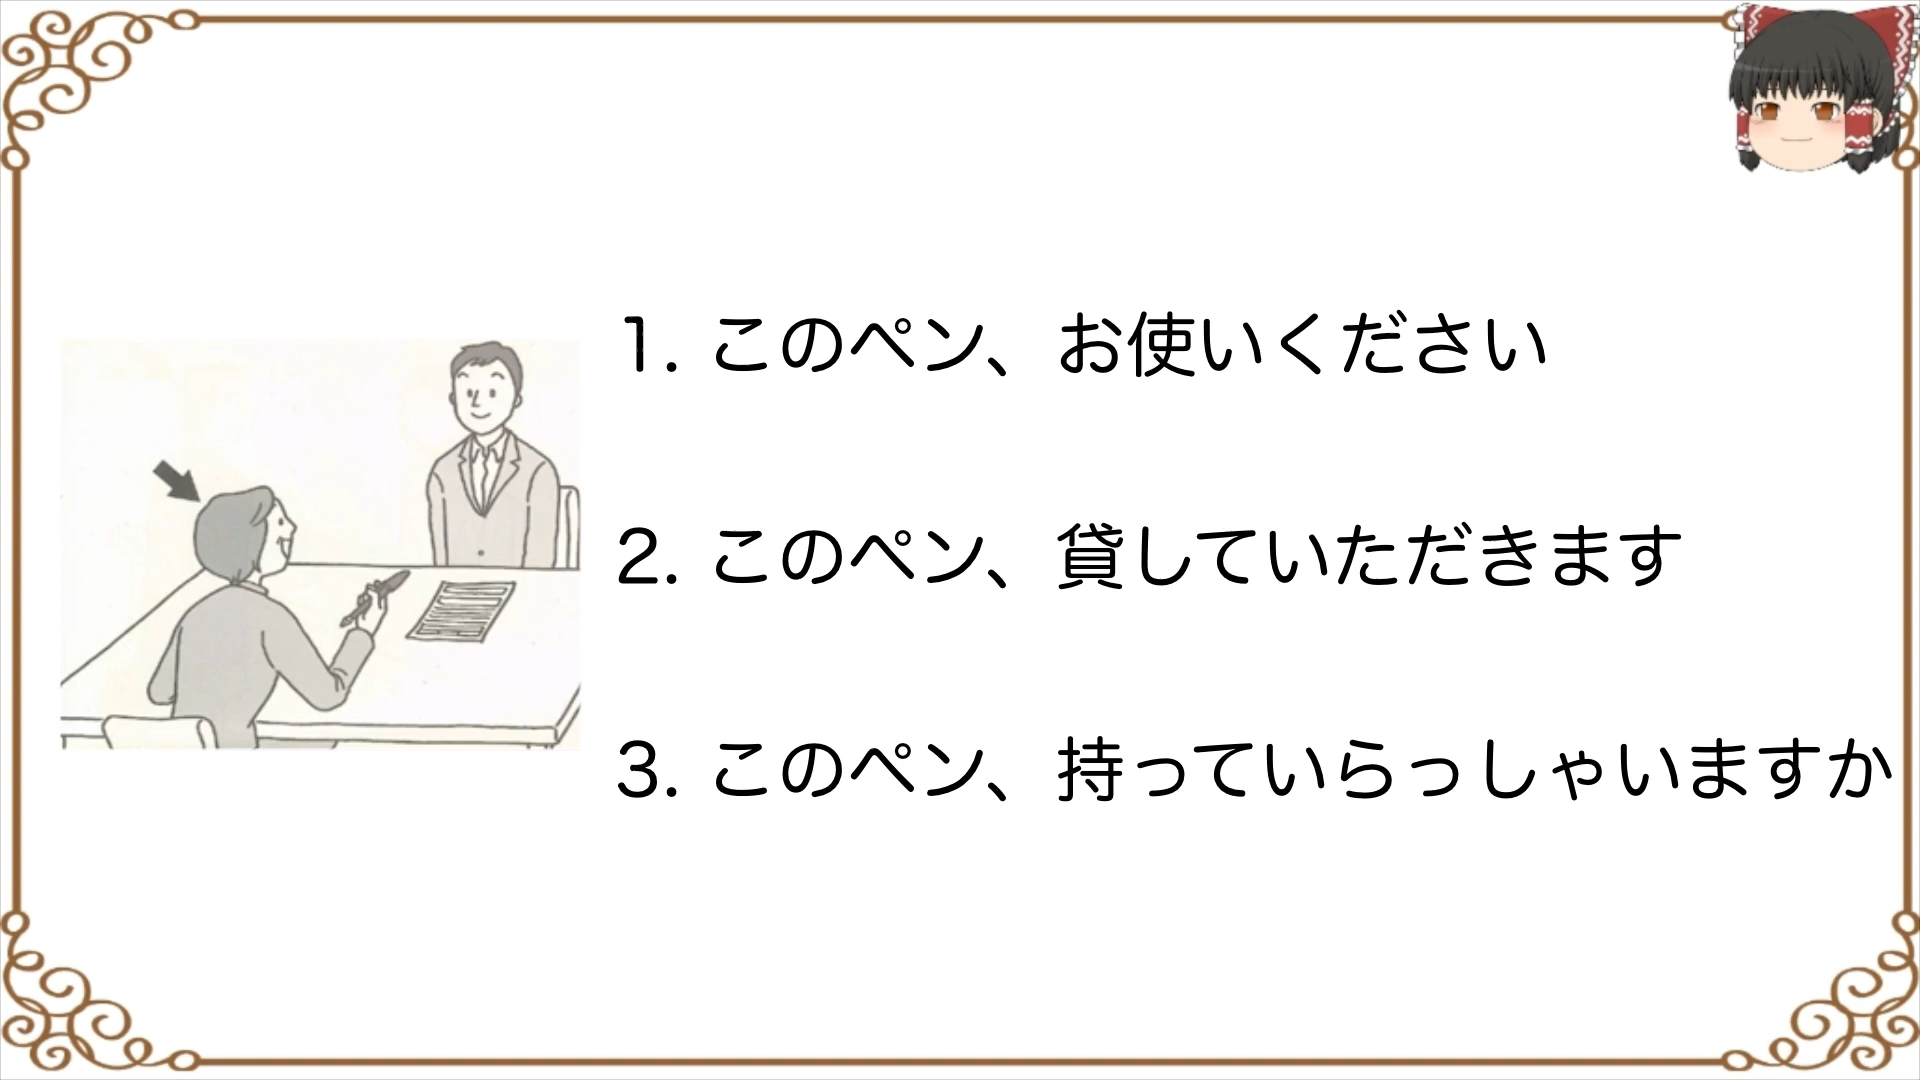 1. このペン、お使いください
2. このペン、貸していただきます
3. このペン、持っていらっしゃいますか